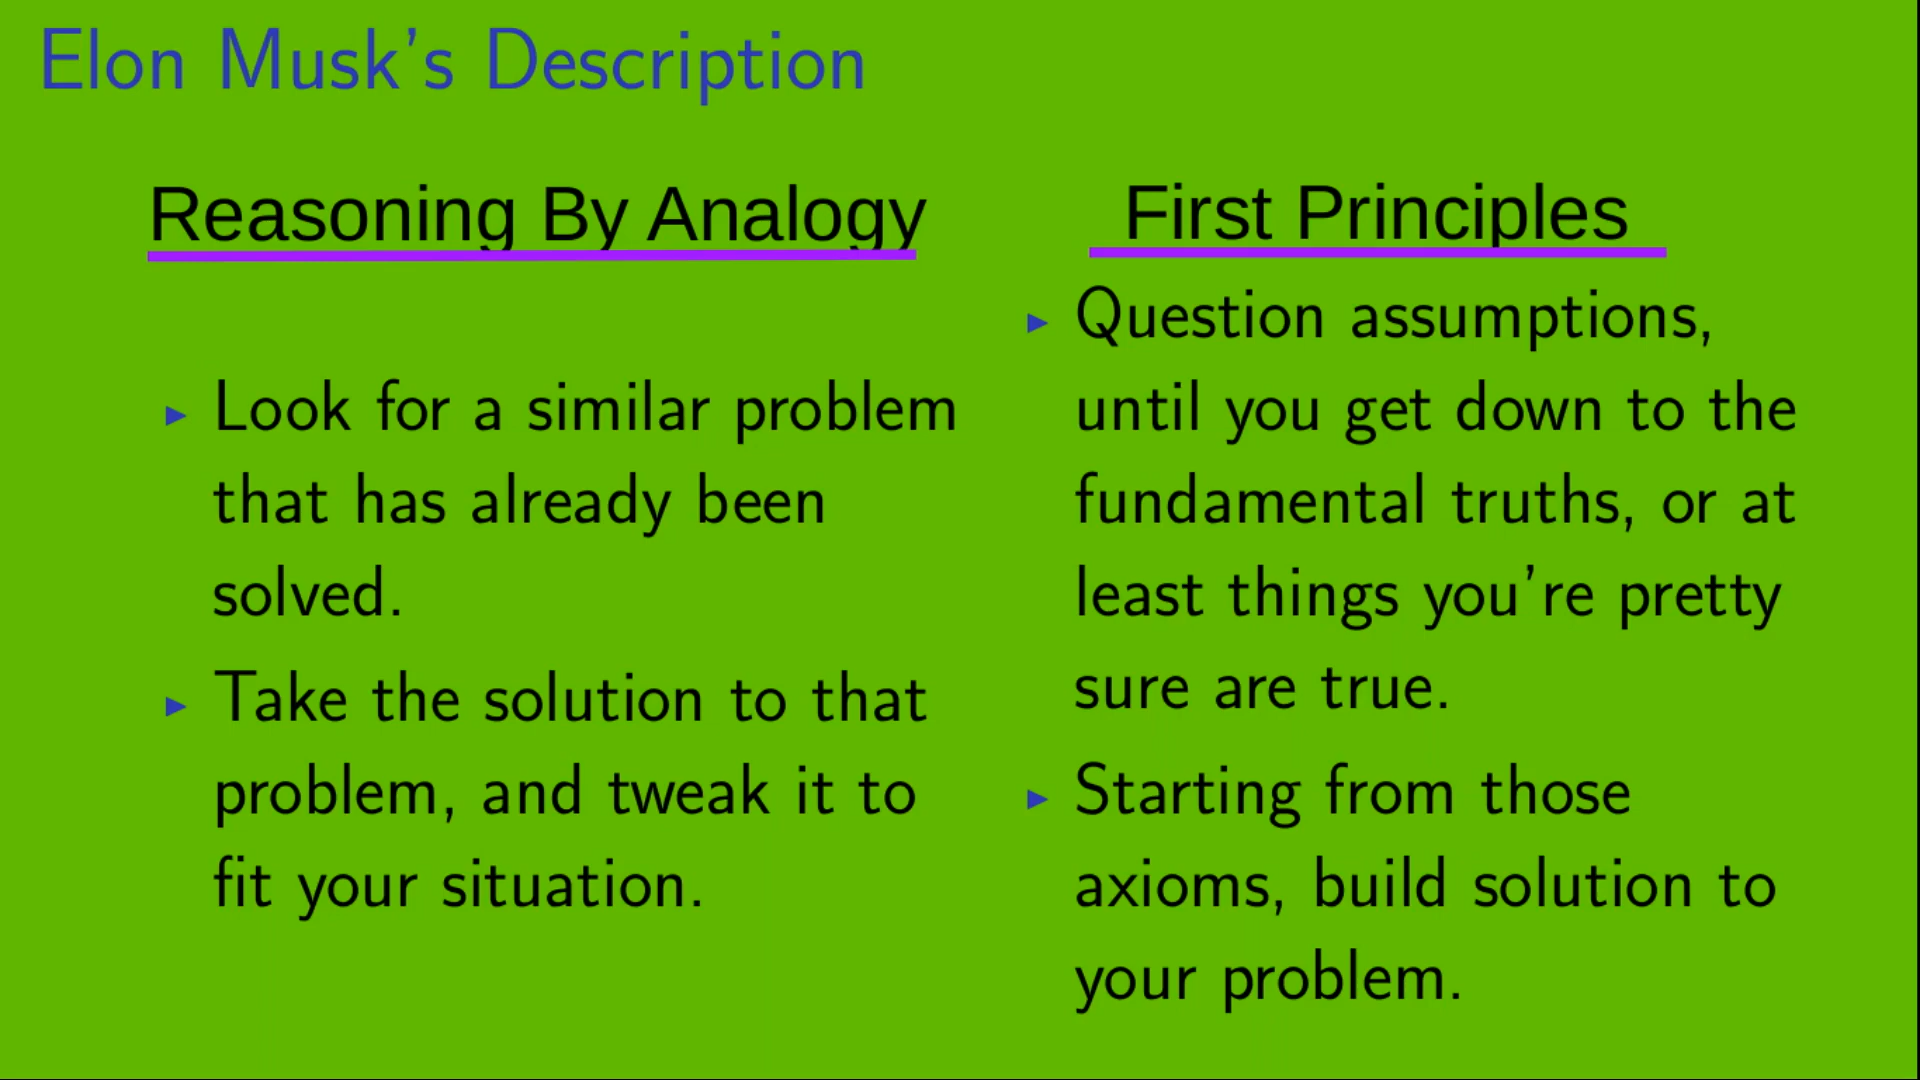 Elon Musk's Description
Reasoning By Analogy
▸ Look for a similar problem
that has already been
solved.
▸ Take the solution to that
problem, and tweak it to
fit your situation.
First Principles
▸ Question assumptions,
until you get down to the
fundamental truths, or at
least things you're pretty
sure are true.
▸ Starting from those
axioms, build solution to
your problem.